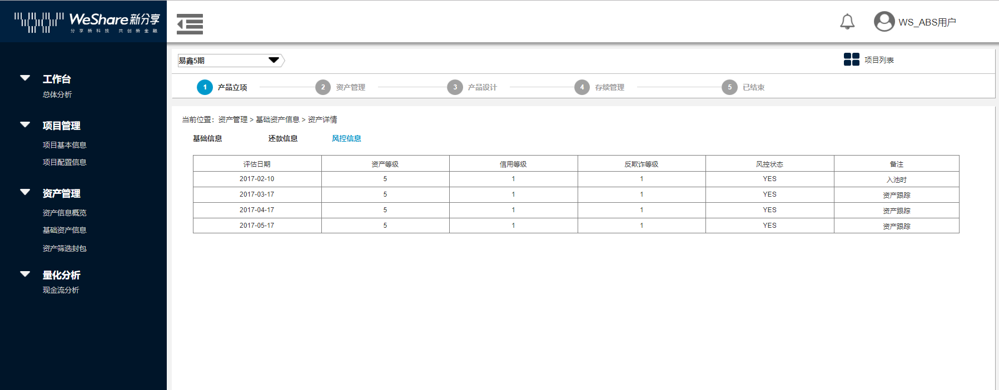 WeShare新分享
分享新科技 共创新金融
WS_ABS用户
工作台
总体分析
项目管理
项目基本信息
项目配置信息
资产管理
资产信息概览
基础资产信息
资产筛选封包
量化分析
现金流分析
易鑫5期 项目列表
1 产品立项 2 资产管理 3 产品设计 4 存续管理 5 已结束
当前位置：资产管理 > 基础资产信息 > 资产详情
基础信息 还款信息 风控信息
评估日期 资产等级 信用等级 反欺诈等级 风控状态 备注
2017-02-10 5 1 1 YES 入池时
2017-03-17 5 1 1 YES 资产跟踪
2017-04-17 5 1 1 YES 资产跟踪
2017-05-17 5 1 1 YES 资产跟踪